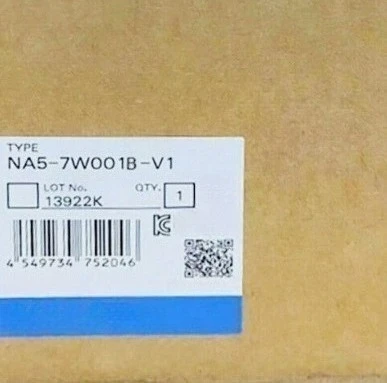 TYPE
NA5-7W001B-V1
LOT No. QTY. 1
13922K
4 549734 752046